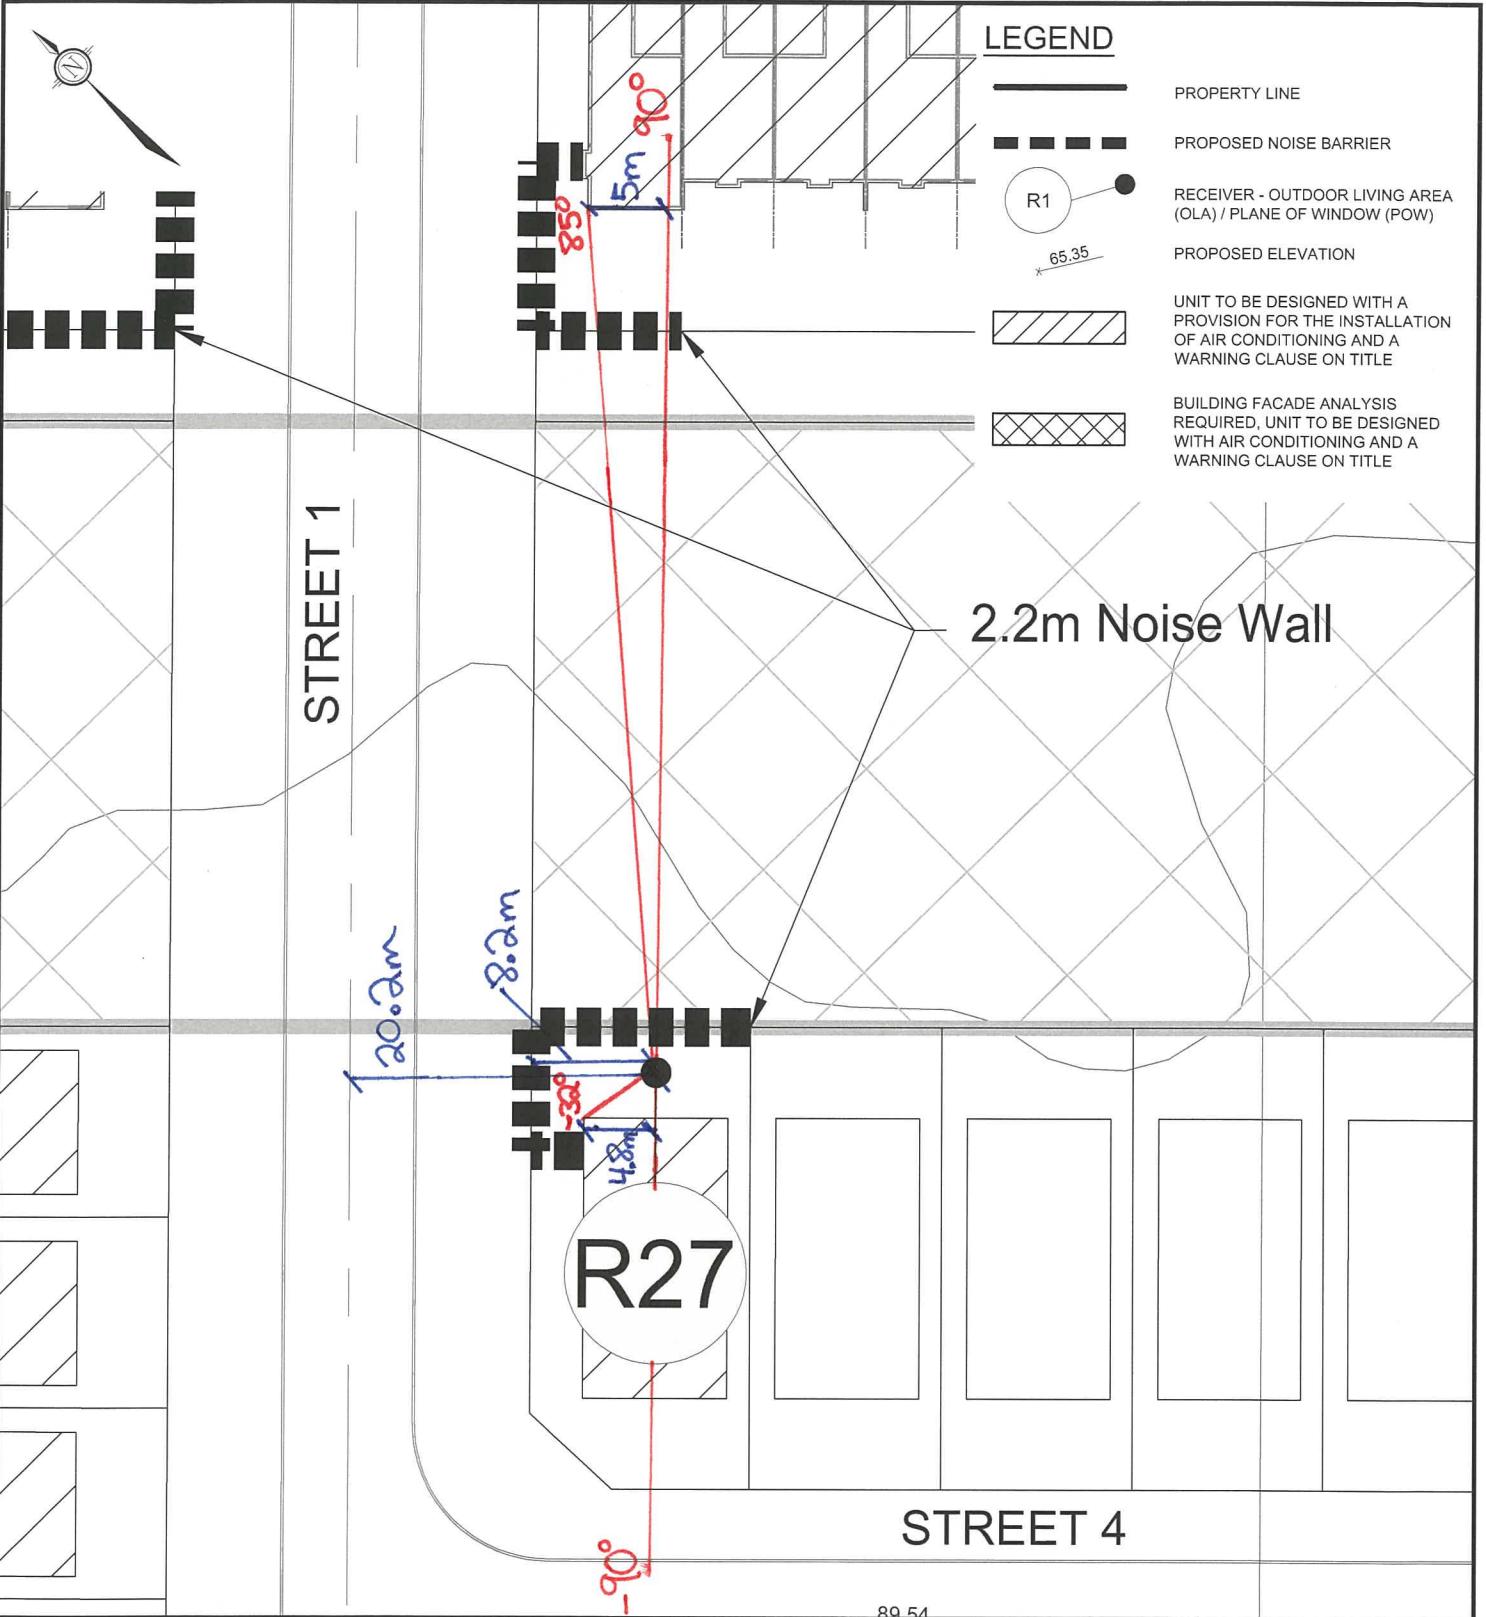 N
LEGEND
PROPERTY LINE
PROPOSED NOISE BARRIER
R1
RECEIVER - OUTDOOR LIVING AREA
(OLA) / PLANE OF WINDOW (POW)
65.35
PROPOSED ELEVATION
UNIT TO BE DESIGNED WITH A
PROVISION FOR THE INSTALLATION
OF AIR CONDITIONING AND A
WARNING CLAUSE ON TITLE
BUILDING FACADE ANALYSIS
REQUIRED, UNIT TO BE DESIGNED
WITH AIR CONDITIONING AND A
WARNING CLAUSE ON TITLE
90°
5m
85°
STREET 1
2.2m Noise Wall
20.2m
8.2m
-32°
4.8m
R27
STREET 4
-90°
89.54